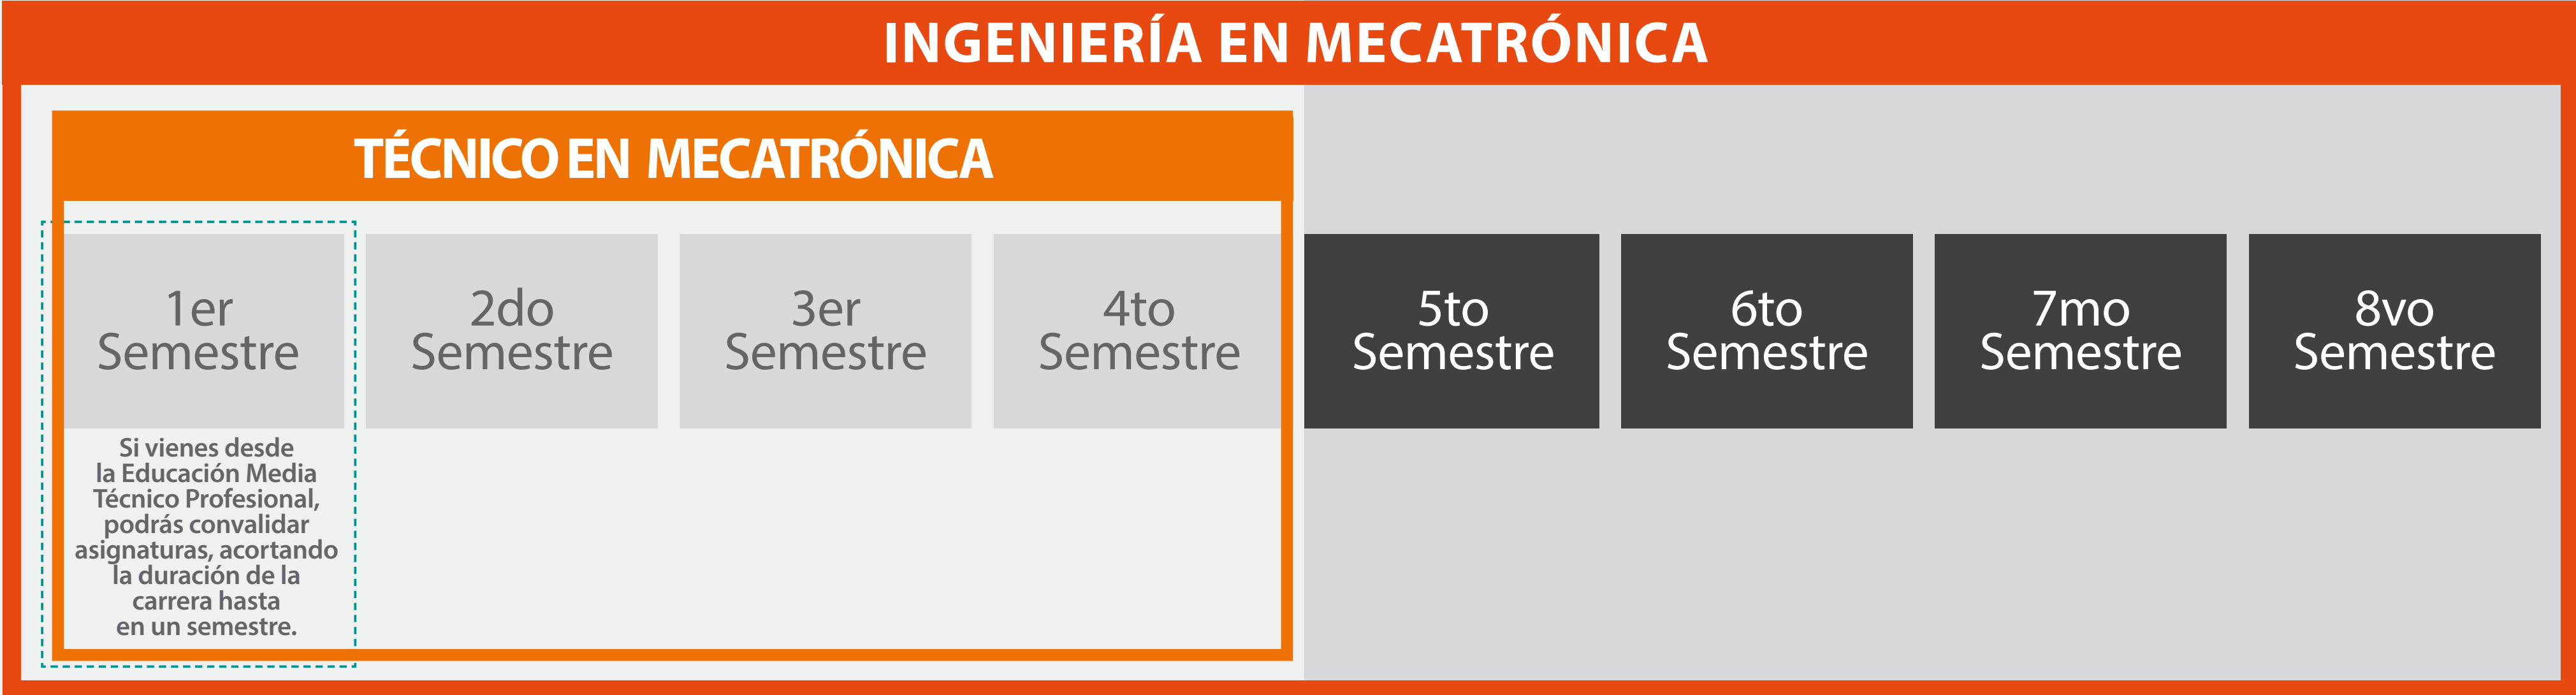 INGENIERÍA EN MECATRÓNICA
TÉCNICO EN MECATRÓNICA
1er
Semestre
2do
Semestre
3er
Semestre
4to
Semestre
5to
Semestre
6to
Semestre
7mo
Semestre
8vo
Semestre
Si vienes desde
la Educación Media
Técnico Profesional,
podrás convalidar
asignaturas, acortando
la duración de la
carrera hasta
en un semestre.